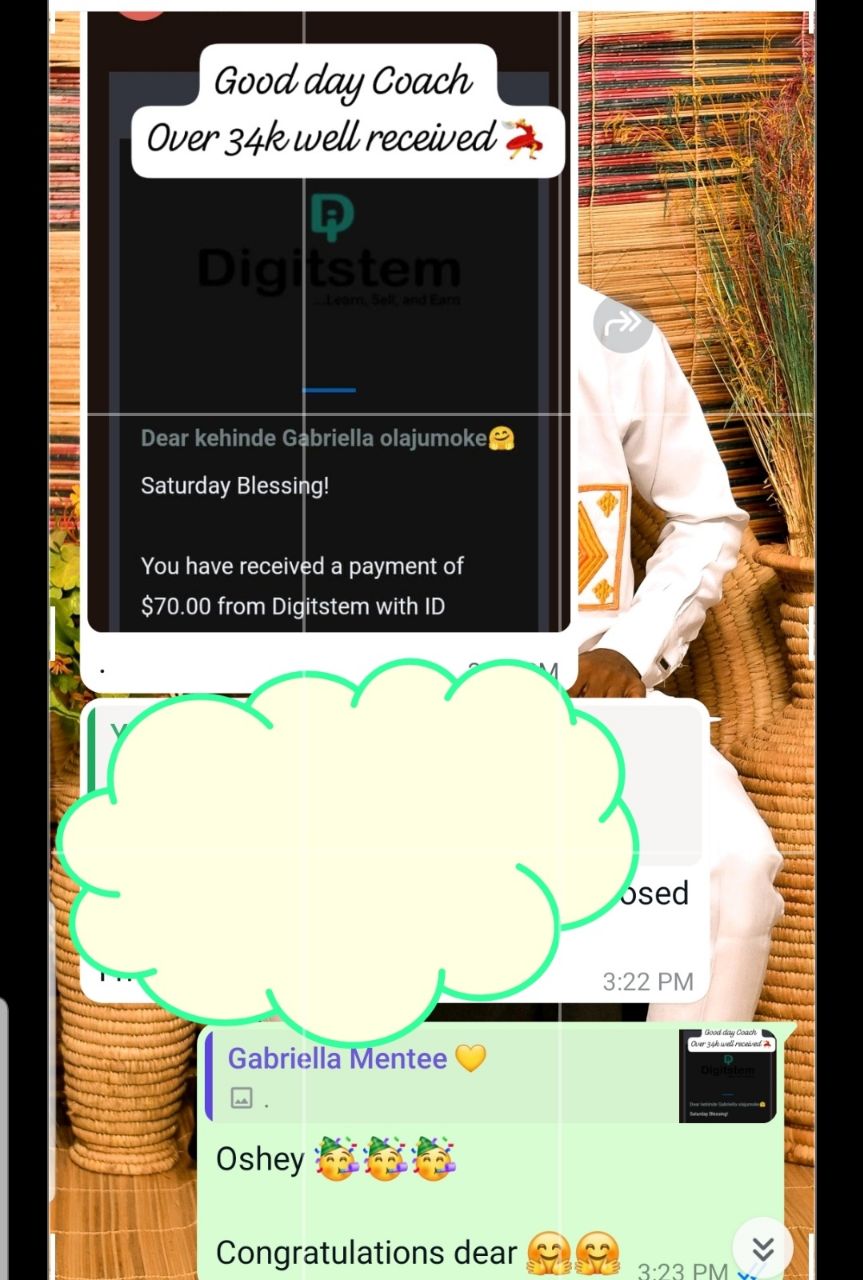 Good day Coach
Over 34k well received💃
Digitstem
...Learn, Sell, and Earn
Dear kehinde Gabriella olajumoke🤗
Saturday Blessing!
You have received a payment of
$70.00 from Digitstem with ID
.
osed
3:22 PM
Gabriella Mentee 💛
.
Good day Coach
Over 34k well received💃
Digitstem
Dear kehinde Gabriella olajumoke🤗
Saturday Blessing!
Oshey 🥳🥳🥳
Congratulations dear 🤗🤗
3:23 PM